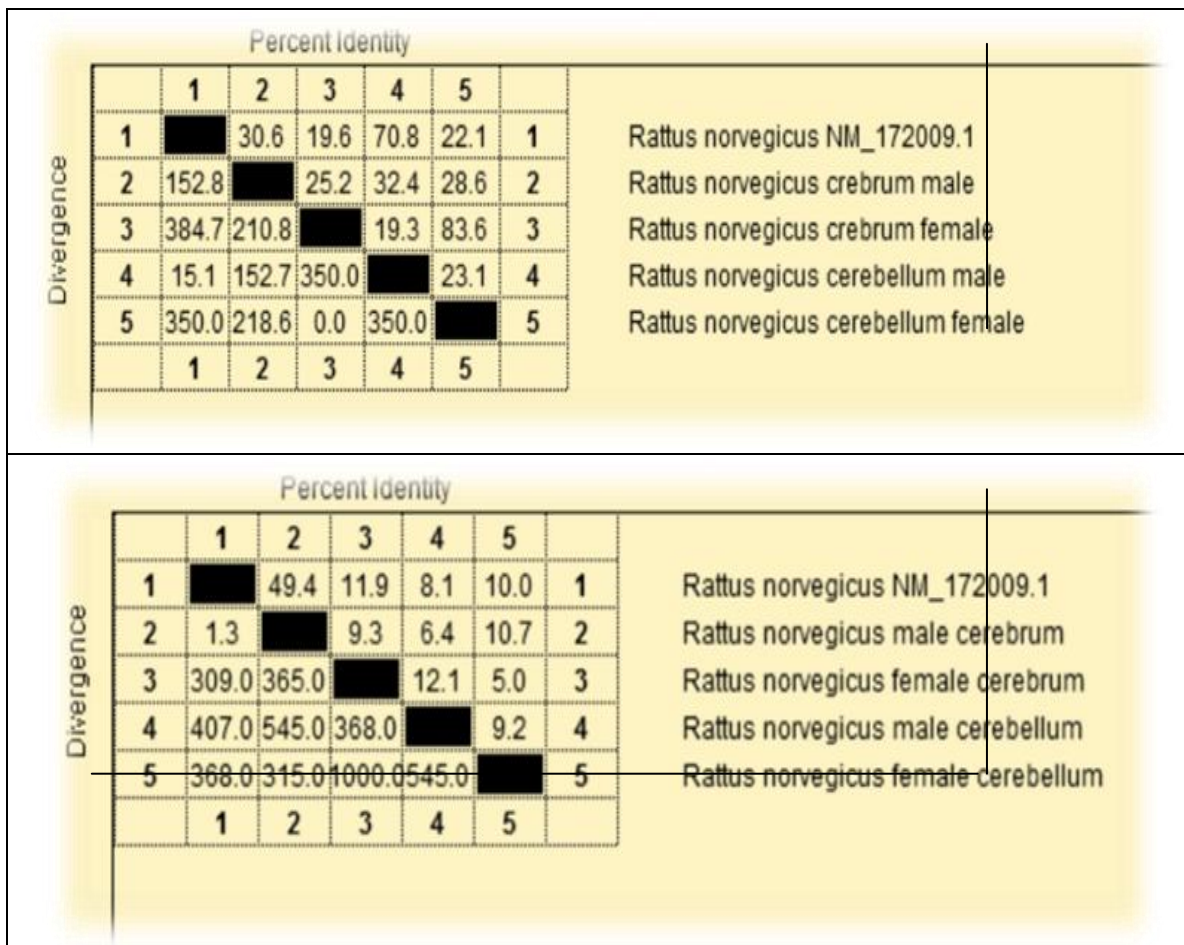 Percent Identity
1 2 3 4 5
1 30.6 19.6 70.8 22.1 1 Rattus norvegicus NM_172009.1
2 152.8 25.2 32.4 28.6 2 Rattus norvegicus crebrum male
3 384.7 210.8 19.3 83.6 3 Rattus norvegicus crebrum female
4 15.1 152.7 350.0 23.1 4 Rattus norvegicus cerebellum male
5 350.0 218.6 0.0 350.0 5 Rattus norvegicus cerebellum female
1 2 3 4 5
Divergence
Percent Identity
1 2 3 4 5
1 49.4 11.9 8.1 10.0 1 Rattus norvegicus NM_172009.1
2 1.3 9.3 6.4 10.7 2 Rattus norvegicus male cerebrum
3 309.0 365.0 12.1 5.0 3 Rattus norvegicus female cerebrum
4 407.0 545.0 368.0 9.2 4 Rattus norvegicus male cerebellum
5 368.0 315.0 1000.0 545.0 5 Rattus norvegicus female cerebellum
1 2 3 4 5
Divergence